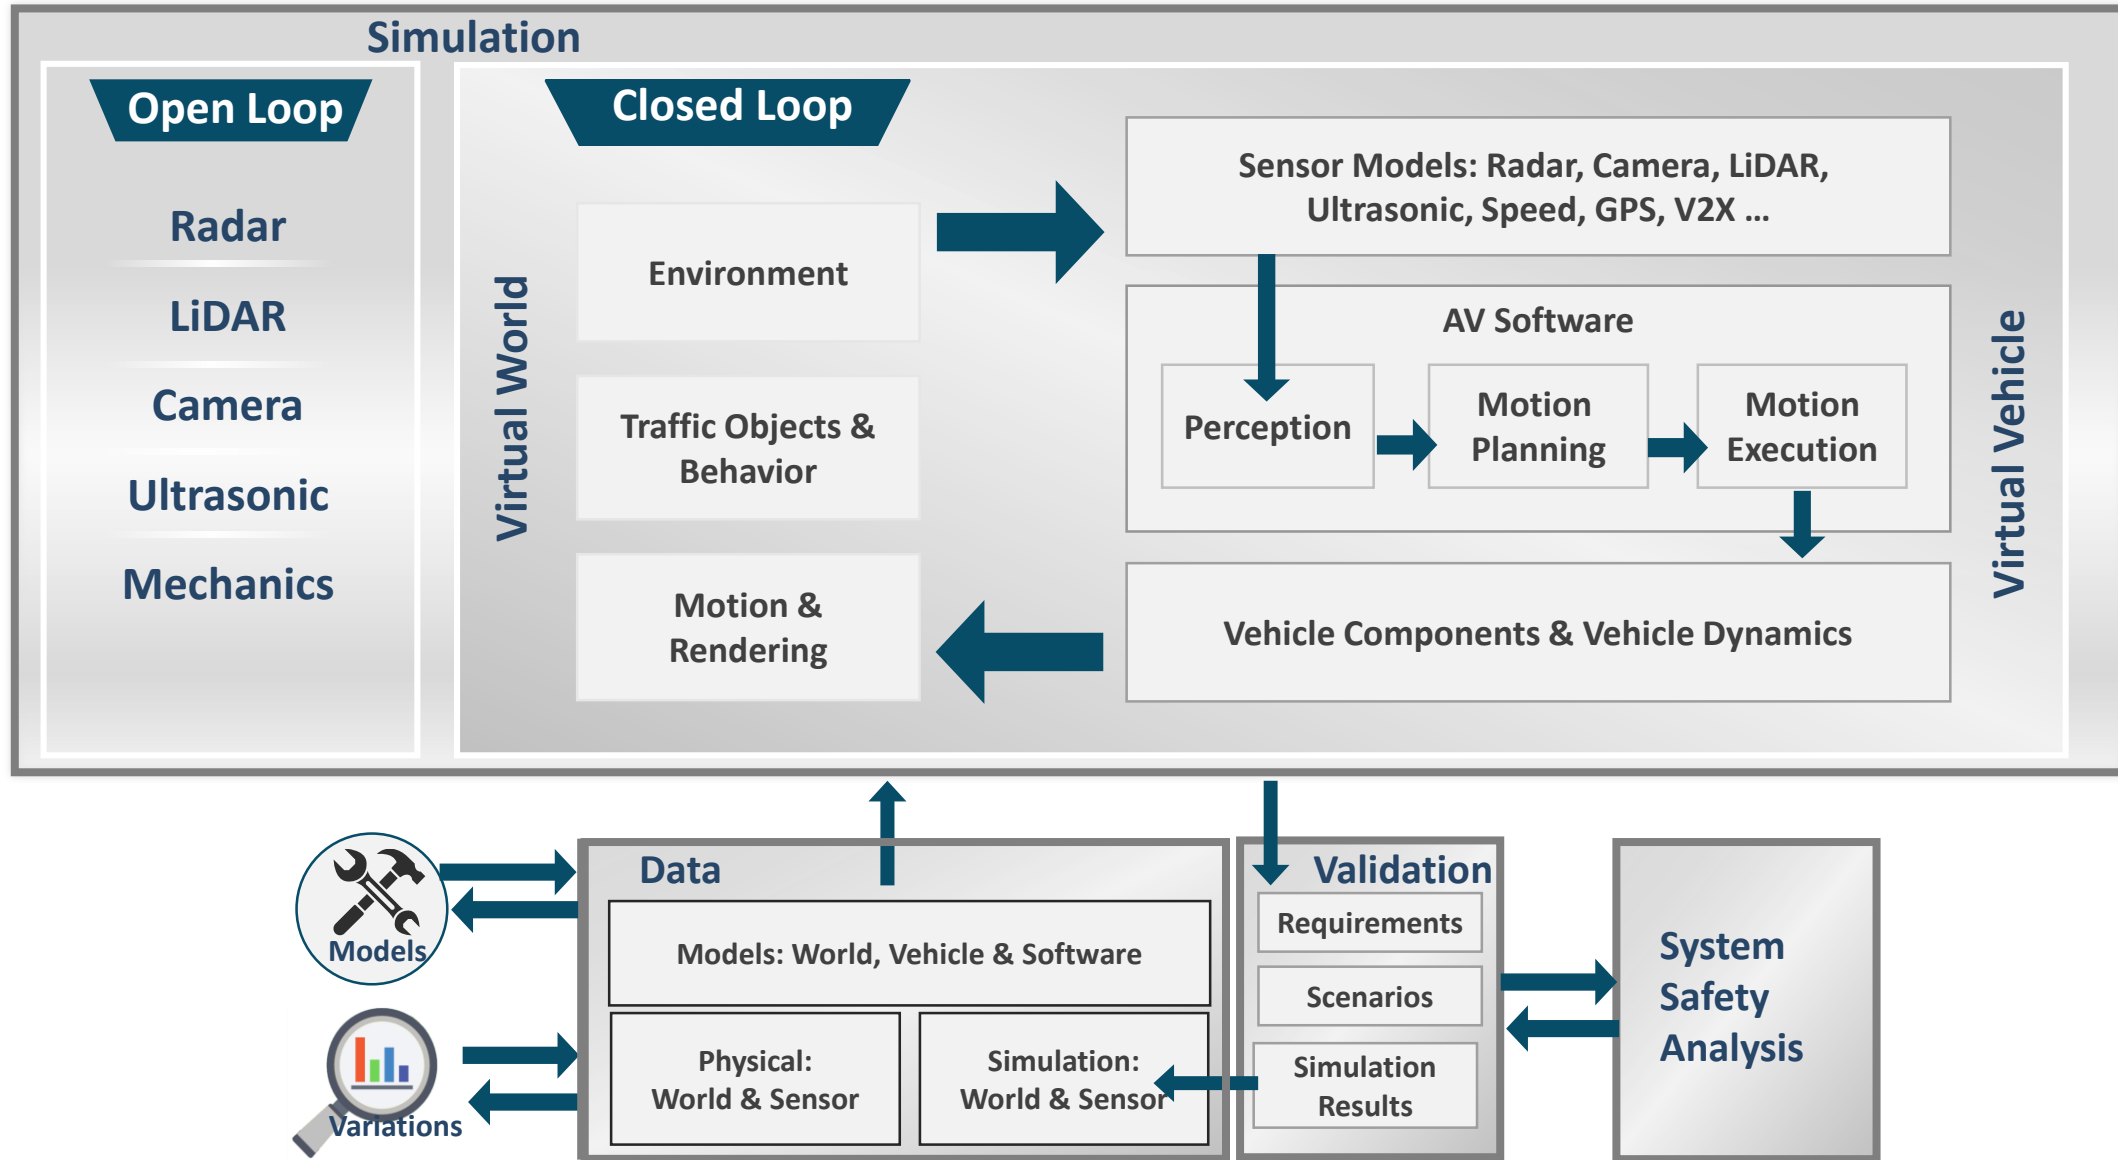 Simulation
Open Loop
Radar
LiDAR
Camera
Ultrasonic
Mechanics
Closed Loop
Virtual World
Environment
Traffic Objects &
Behavior
Motion &
Rendering
Sensor Models: Radar, Camera, LiDAR,
Ultrasonic, Speed, GPS, V2X ...
AV Software
Perception
Motion
Planning
Motion
Execution
Vehicle Components & Vehicle Dynamics
Virtual Vehicle
Models
Variations
Data
Models: World, Vehicle & Software
Physical:
World & Sensor
Simulation:
World & Sensor
Validation
Requirements
Scenarios
Simulation
Results
System
Safety
Analysis